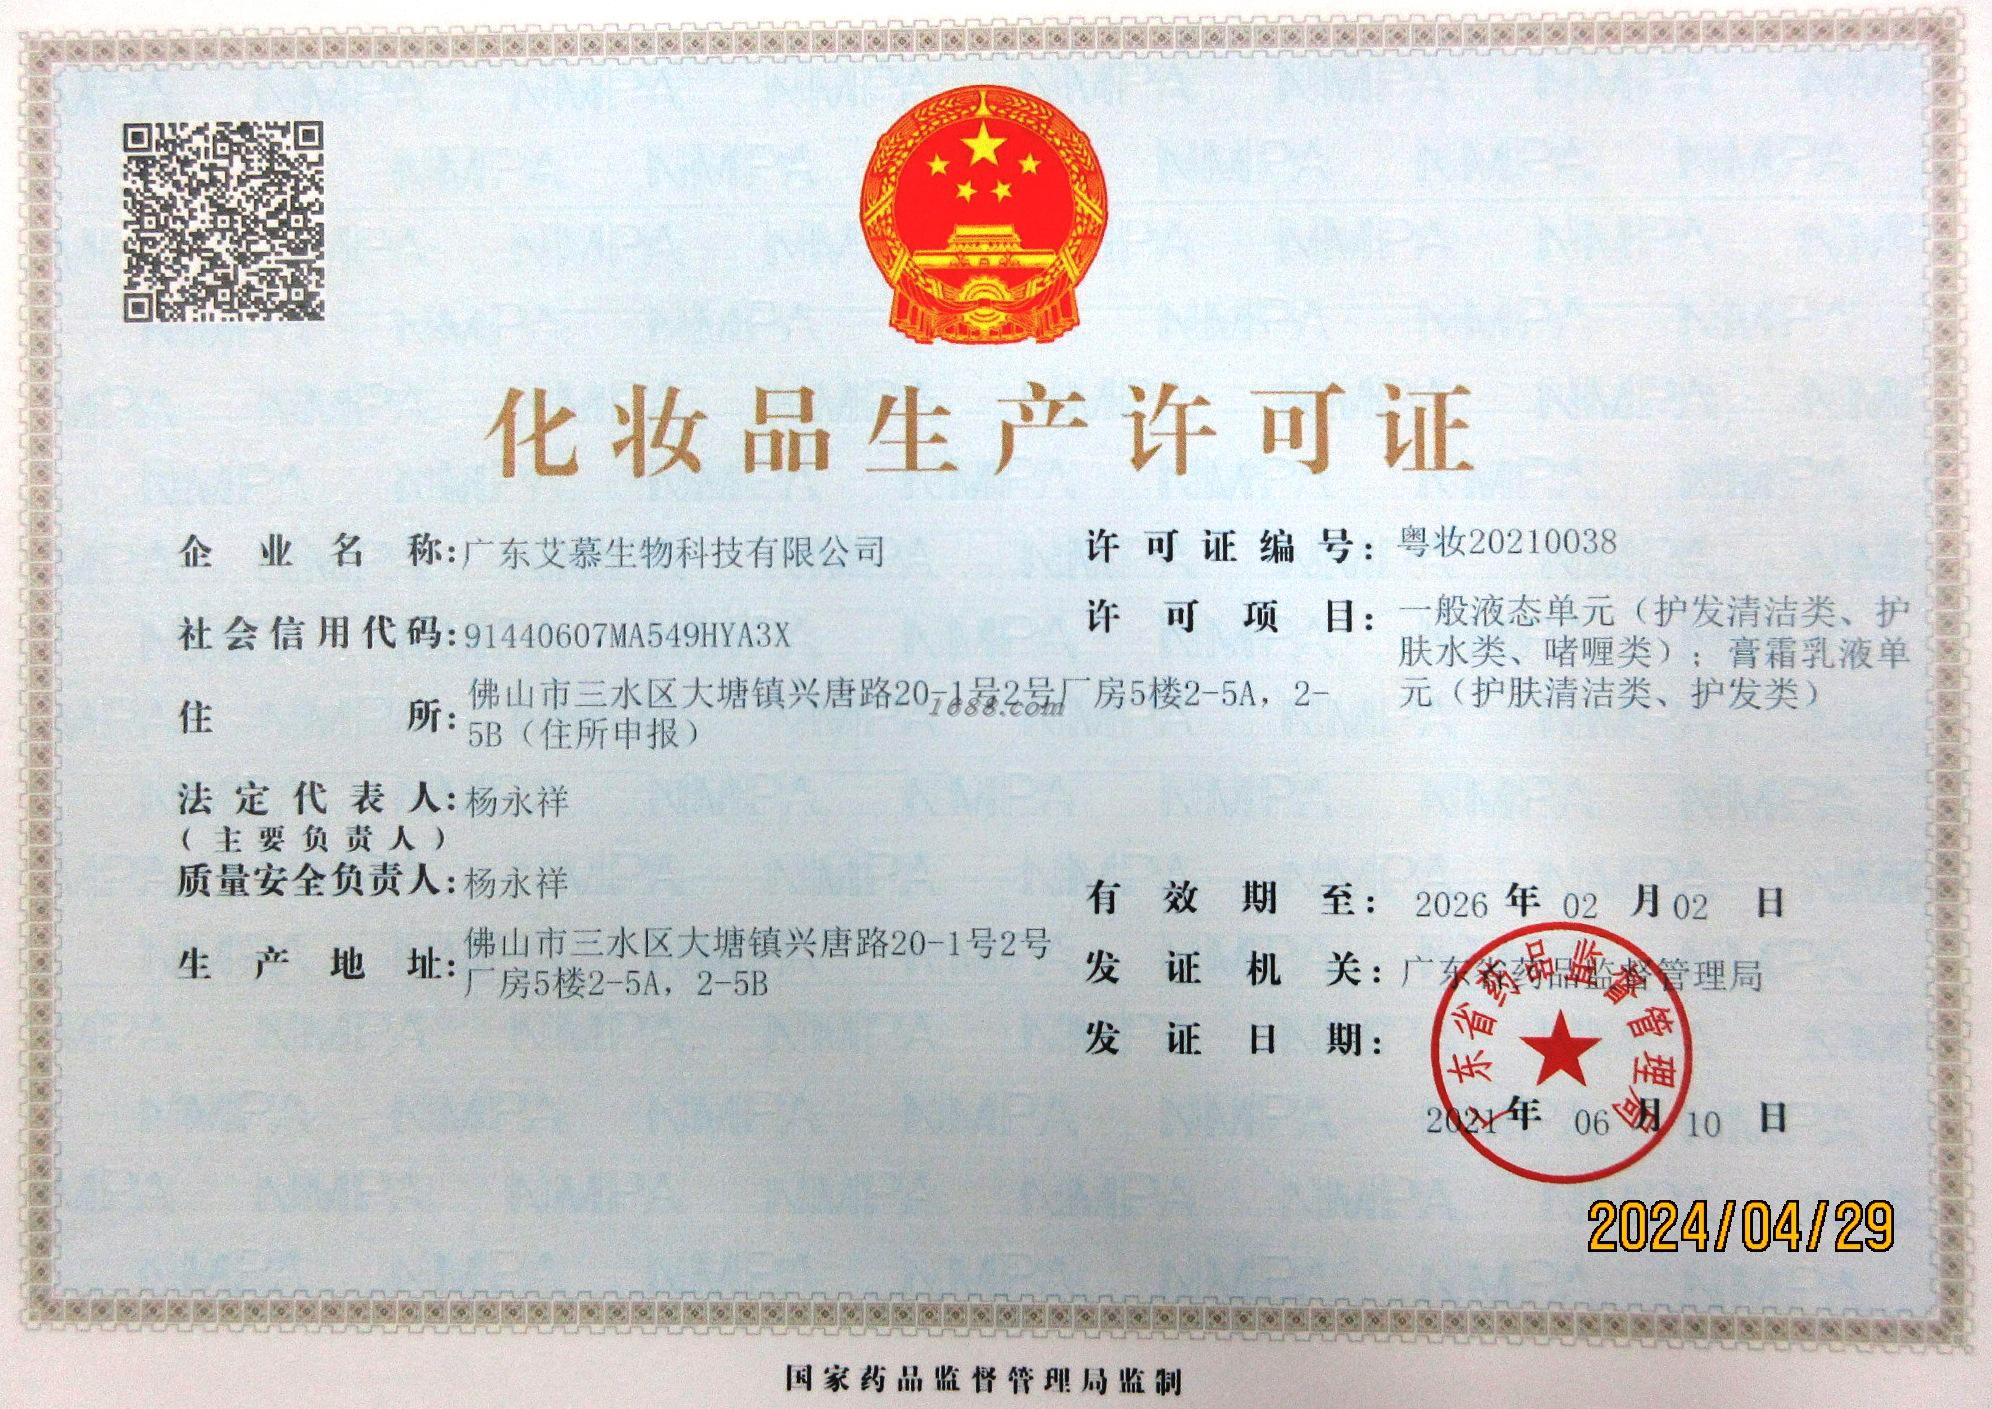 化妆品生产许可证
企业名称:广东艾慕生物科技有限公司
社会信用代码:91440607MA549HYA3X
住所:佛山市三水区大塘镇兴唐路20-1号2号厂房5楼2-5A，2-
5B（住所申报）
法定代表人:杨永祥
（主要负责人）
质量安全负责人:杨永祥
生产地址:佛山市三水区大塘镇兴唐路20-1号2号
厂房5楼2-5A，2-5B
许可证编号:粤妆20210038
许可项目:一般液态单元（护发清洁类、护
肤水类、啫喱类）；膏霜乳液单
元（护肤清洁类、护发类）
有效期至:2026年02月02日
发证机关:广东省药品监督管理局
发证日期:
2021年06月10日
广东省药品监督管理局
1688.com
2024/04/29
国家药品监督管理局监制